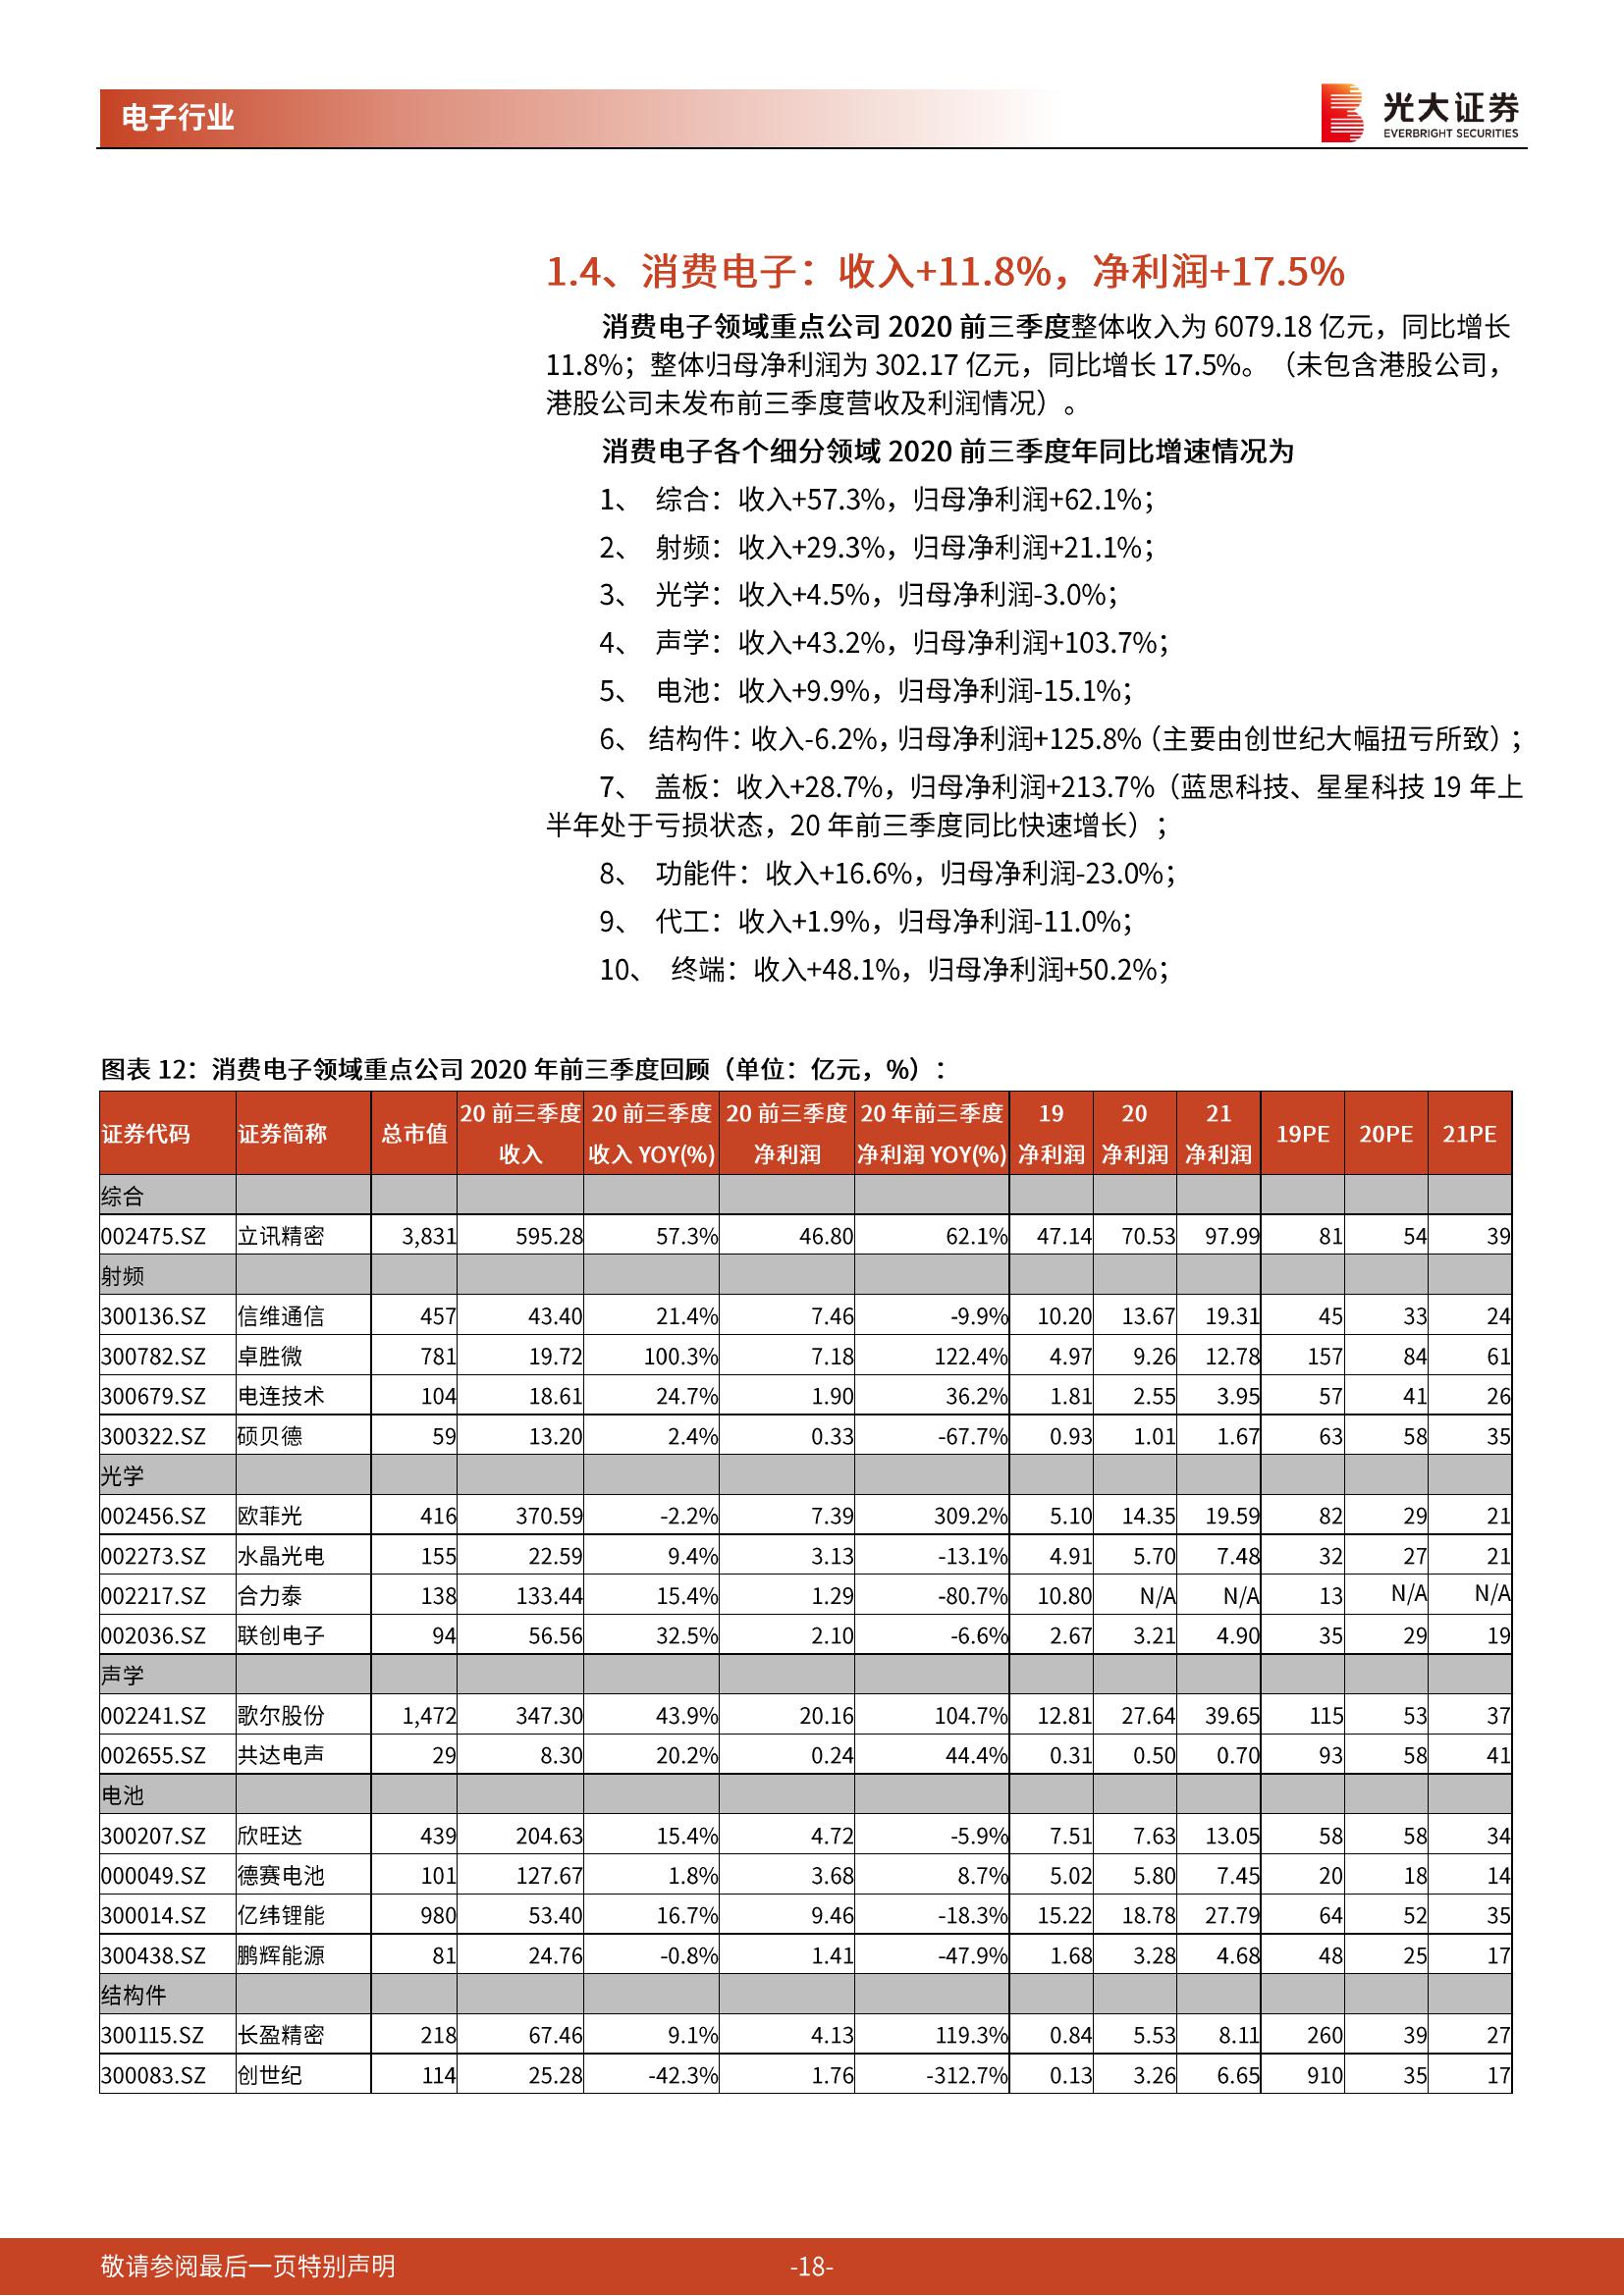 电子行业
光大证券
EVERBRIGHT SECURITIES
1.4、消费电子：收入+11.8%，净利润+17.5%
消费电子领域重点公司 2020 前三季度整体收入为 6079.18 亿元，同比增长
11.8%；整体归母净利润为 302.17 亿元，同比增长 17.5%。（未包含港股公司，
港股公司未发布前三季度营收及利润情况）。
消费电子各个细分领域 2020 前三季度年同比增速情况为
1、 综合：收入+57.3%，归母净利润+62.1%；
2、 射频：收入+29.3%，归母净利润+21.1%；
3、 光学：收入+4.5%，归母净利润-3.0%；
4、 声学：收入+43.2%，归母净利润+103.7%；
5、 电池：收入+9.9%，归母净利润-15.1%；
6、 结构件：收入-6.2%，归母净利润+125.8%（主要由创世纪大幅扭亏所致）；
7、 盖板：收入+28.7%，归母净利润+213.7%（蓝思科技、星星科技 19 年上
半年处于亏损状态，20 年前三季度同比快速增长）；
8、 功能件：收入+16.6%，归母净利润-23.0%；
9、 代工：收入+1.9%，归母净利润-11.0%；
10、 终端：收入+48.1%，归母净利润+50.2%；
图表 12：消费电子领域重点公司 2020 年前三季度回顾（单位：亿元，%）：
证券代码 证券简称 总市值 20 前三季度收入 20 前三季度收入 YOY(%) 20 前三季度净利润 20 年前三季度净利润 YOY(%) 19净利润 20净利润 21净利润 19PE 20PE 21PE
综合
002475.SZ 立讯精密 3,831 595.28 57.3% 46.80 62.1% 47.14 70.53 97.99 81 54 39
射频
300136.SZ 信维通信 457 43.40 21.4% 7.46 -9.9% 10.20 13.67 19.31 45 33 24
300782.SZ 卓胜微 781 19.72 100.3% 7.18 122.4% 4.97 9.26 12.78 157 84 61
300679.SZ 电连技术 104 18.61 24.7% 1.90 36.2% 1.81 2.55 3.95 57 41 26
300322.SZ 硕贝德 59 13.20 2.4% 0.33 -67.7% 0.93 1.01 1.67 63 58 35
光学
002456.SZ 欧菲光 416 370.59 -2.2% 7.39 309.2% 5.10 14.35 19.59 82 29 21
002273.SZ 水晶光电 155 22.59 9.4% 3.13 -13.1% 4.91 5.70 7.48 32 27 21
002217.SZ 合力泰 138 133.44 15.4% 1.29 -80.7% 10.80 N/A N/A 13 N/A N/A
002036.SZ 联创电子 94 56.56 32.5% 2.10 -6.6% 2.67 3.21 4.90 35 29 19
声学
002241.SZ 歌尔股份 1,472 347.30 43.9% 20.16 104.7% 12.81 27.64 39.65 115 53 37
002655.SZ 共达电声 29 8.30 20.2% 0.24 44.4% 0.31 0.50 0.70 93 58 41
电池
300207.SZ 欣旺达 439 204.63 15.4% 4.72 -5.9% 7.51 7.63 13.05 58 58 34
000049.SZ 德赛电池 101 127.67 1.8% 3.68 8.7% 5.02 5.80 7.45 20 18 14
300014.SZ 亿纬锂能 980 53.40 16.7% 9.46 -18.3% 15.22 18.78 27.79 64 52 35
300438.SZ 鹏辉能源 81 24.76 -0.8% 1.41 -47.9% 1.68 3.28 4.68 48 25 17
结构件
300115.SZ 长盈精密 218 67.46 9.1% 4.13 119.3% 0.84 5.53 8.11 260 39 27
300083.SZ 创世纪 114 25.28 -42.3% 1.76 -312.7% 0.13 3.26 6.65 910 35 17
敬请参阅最后一页特别声明
-18-